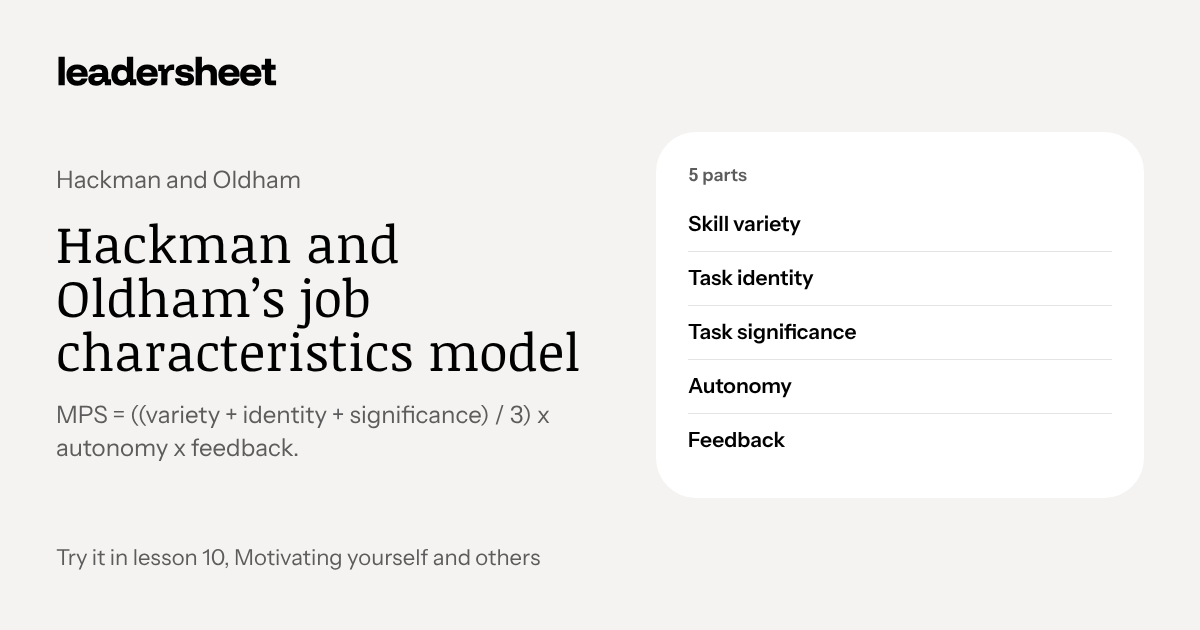 leadersheet
Hackman and Oldham
Hackman and
Oldham’s job
characteristics model
MPS = ((variety + identity + significance) / 3) x
autonomy x feedback.
Try it in lesson 10, Motivating yourself and others
5 parts
Skill variety
Task identity
Task significance
Autonomy
Feedback